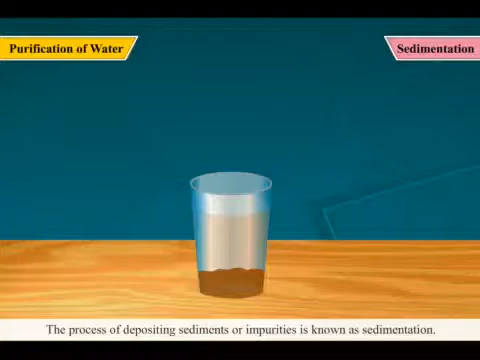 Purification of Water
Sedimentation
The process of depositing sediments or impurities is known as sedimentation.